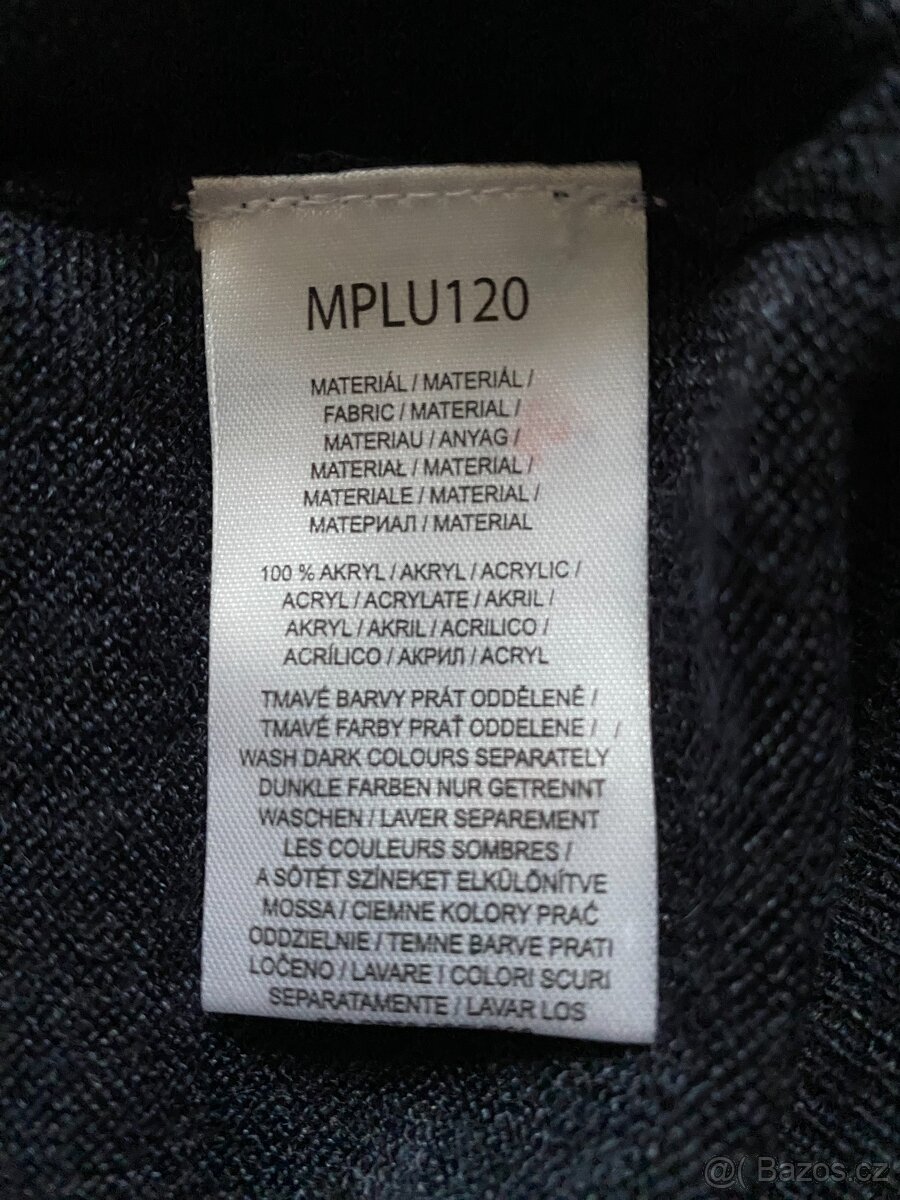 MPLU120
MATERIÁL / MATERIÁL /
FABRIC / MATERIAL /
MATERIAU / ANYAG /
MATERIAŁ / MATERIAL /
MATERIALE / MATERIAL /
МАТЕРИАЛ / MATERIAL
100 % AKRYL / AKRYL / ACRYLIC /
ACRYL / ACRYLATE / AKRIL /
AKRYL / AKRIL / ACRILICO /
ACRÍLICO / АКРИЛ / ACRYL
TMAVÉ BARVY PRÁT ODDĚLENĚ /
TMAVÉ FARBY PRAŤ ODDELENE / /
WASH DARK COLOURS SEPARATELY
DUNKLE FARBEN NUR GETRENNT
WASCHEN / LAVER SEPAREMENT
LES COULEURS SOMBRES /
A SÖTÉT SZÍNEKET ELKÜLÖNÍTVE
MOSSA / CIEMNE KOLORY PRAĆ
ODDZIELNIE / TEMNE BARVE PRATI
LOČENO / LAVARE I COLORI SCURI
SEPARATAMENTE / LAVAR LOS
@( Bazos.cz